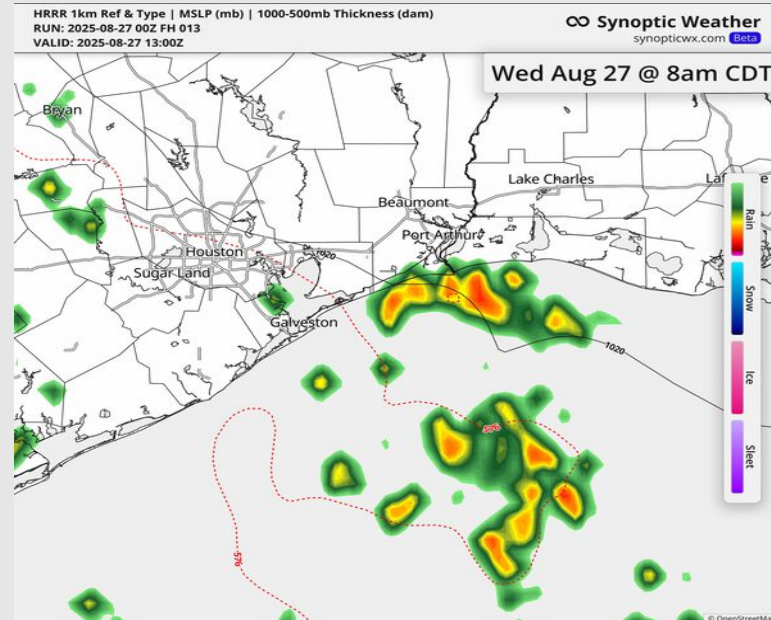 HRRR 1km Ref & Type | MSLP (mb) | 1000-500mb Thickness (dam)
RUN: 2025-08-27 00Z FH 013
VALID: 2025-08-27 13:00Z
Synoptic Weather
synopticwx.com Beta
Wed Aug 27 @ 8am CDT
Bryan
Lake Charles
Laf
Beaumont
Port Arthur
Houston
1020
Sugar Land
Galveston
1020
576
576
Rain
Snow
Ice
Sleet
© OpenStreetMa